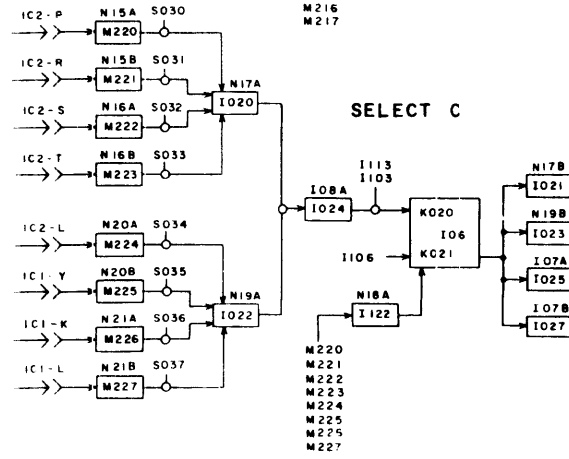 M216
M217
IC2-P
N15A
M220
S030
IC2-R
N15B
M221
S031
N17A
I020
IC2-S
N16A
M222
S032
SELECT C
IC2-T
N16B
M223
S033
I113
I103
I08A
I024
N17B
I021
K020
I06
K021
I106
N19B
I023
IC2-L
N20A
M224
S034
IC1-Y
N20B
M225
S035
N19A
I022
I07A
I025
N18A
I122
I07B
I027
IC1-K
N21A
M226
S036
IC1-L
N21B
M227
S037
M220
M221
M222
M223
M224
M225
M226
M227